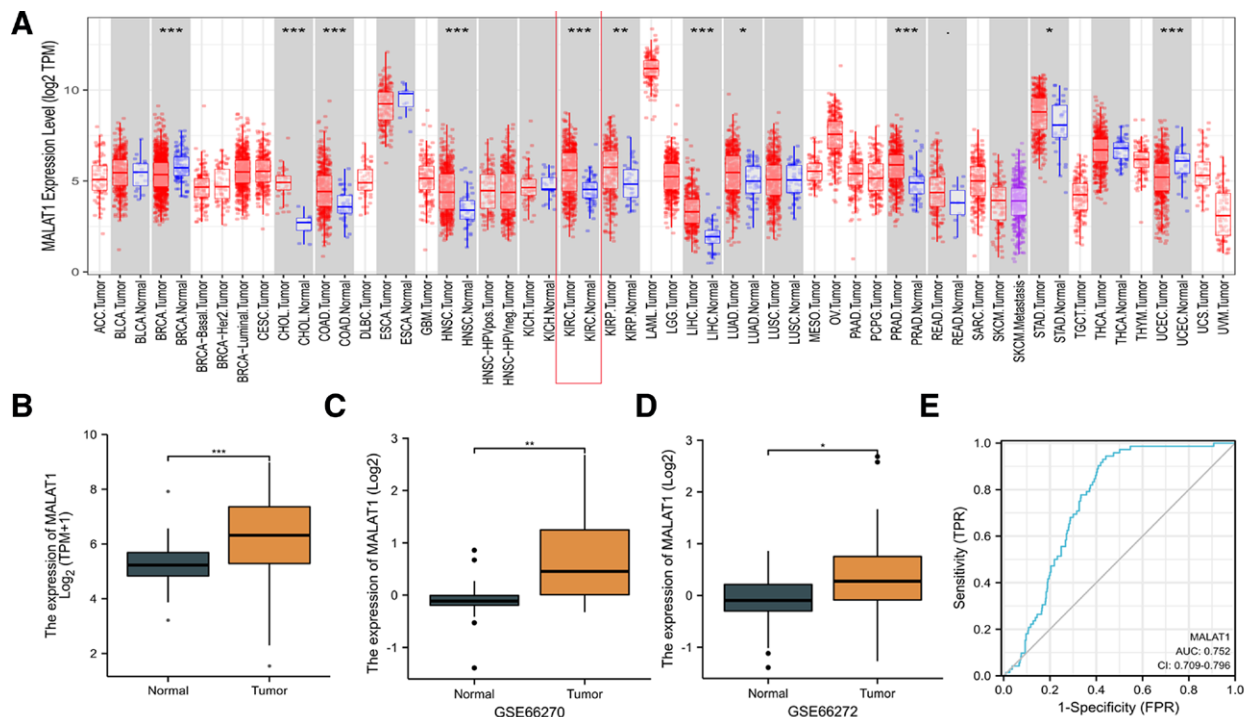 A
MALAT1 Expression Level (log2 TPM)
*** *** *** *** *** ** *** * *** . * ***
10
5
0
ACC.Tumor
BLCA.Tumor
BLCA.Normal
BRCA.Tumor
BRCA.Normal
BRCA-Basal.Tumor
BRCA-Her2.Tumor
BRCA-Luminal.Tumor
CESC.Tumor
CHOL.Tumor
CHOL.Normal
COAD.Tumor
COAD.Normal
DLBC.Tumor
ESCA.Tumor
ESCA.Normal
GBM.Tumor
HNSC.Tumor
HNSC.Normal
HNSC-HPVpos.Tumor
HNSC-HPVneg.Tumor
KICH.Tumor
KICH.Normal
KIRC.Tumor
KIRC.Normal
KIRP.Tumor
KIRP.Normal
LAML.Tumor
LGG.Tumor
LIHC.Tumor
LIHC.Normal
LUAD.Tumor
LUAD.Normal
LUSC.Tumor
LUSC.Normal
MESO.Tumor
OV.Tumor
PAAD.Tumor
PCPG.Tumor
PRAD.Tumor
PRAD.Normal
READ.Tumor
READ.Normal
SARC.Tumor
SKCM.Tumor
SKCM.Metastasis
STAD.Tumor
STAD.Normal
TGCT.Tumor
THCA.Tumor
THCA.Normal
THYM.Tumor
UCEC.Tumor
UCEC.Normal
UCS.Tumor
UVM.Tumor
B
The expression of MALAT1
Log2 (TPM+1)
10
8
6
4
2
***
Normal Tumor
C
The expression of MALAT1 (Log2)
3
2
1
0
-1
**
Normal Tumor
GSE66270
D
The expression of MALAT1 (Log2)
3
2
1
0
-1
*
Normal Tumor
GSE66272
E
Sensitivity (TPR)
1.0
0.8
0.6
0.4
0.2
0.0
MALAT1
AUC: 0.752
CI: 0.709-0.796
0.0 0.2 0.4 0.6 0.8 1.0
1-Specificity (FPR)